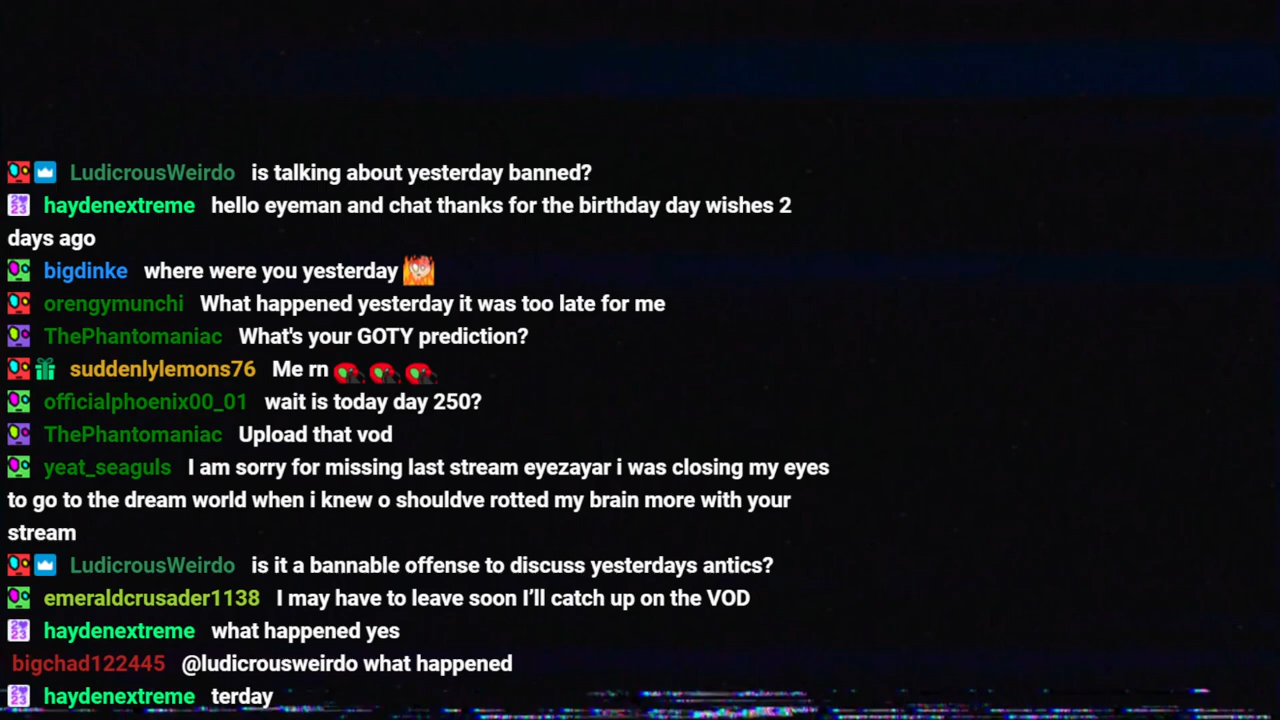 LudicrousWeirdo is talking about yesterday banned?
haydenextreme hello eyeman and chat thanks for the birthday day wishes 2
days ago
bigdinke where were you yesterday
orengymunchi What happened yesterday it was too late for me
ThePhantomaniac What's your GOTY prediction?
suddenlylemons76 Me rn
officialphoenix00_01 wait is today day 250?
ThePhantomaniac Upload that vod
yeat_seaguls I am sorry for missing last stream eyezayar i was closing my eyes
to go to the dream world when i knew o shouldve rotted my brain more with your
stream
LudicrousWeirdo is it a bannable offense to discuss yesterdays antics?
emeraldcrusader1138 I may have to leave soon I’ll catch up on the VOD
haydenextreme what happened yes
bigchad122445 @ludicrousweirdo what happened
haydenextreme terday